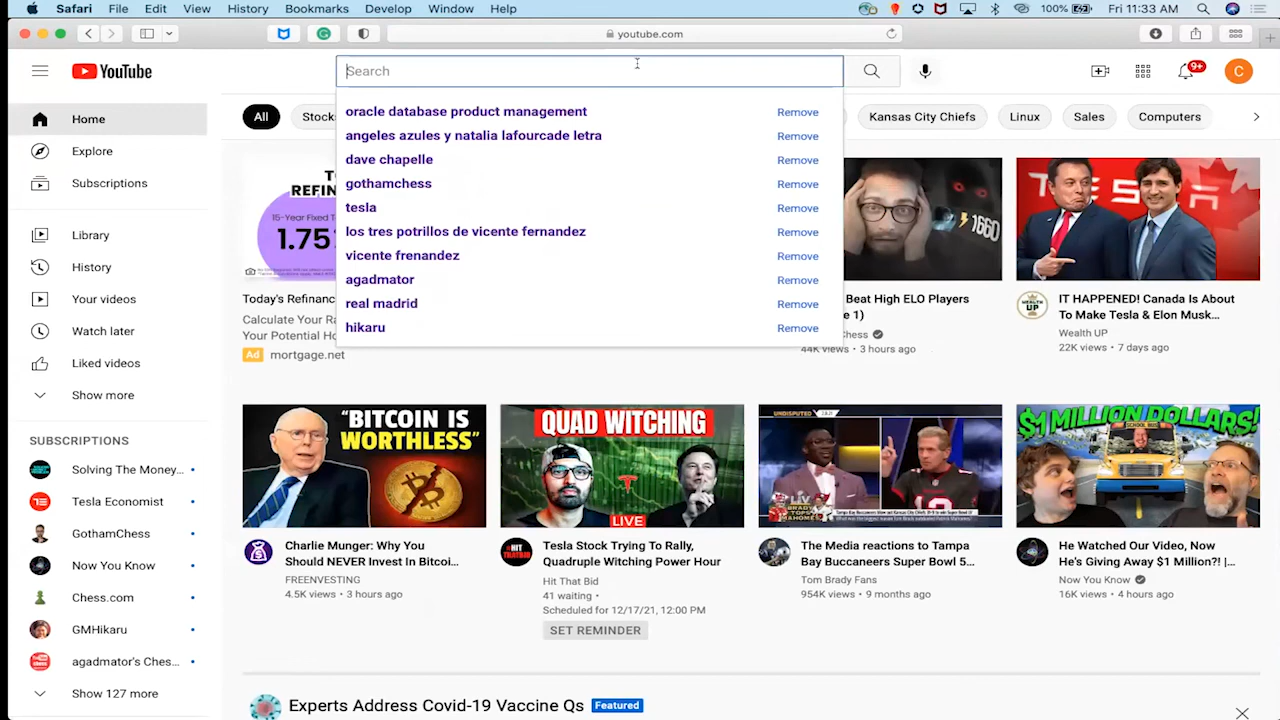 Safari File Edit View History Bookmarks Develop Window Help 100% Fri 11:33 AM
youtube.com
YouTube
Search
9+
C
Home
Explore
Subscriptions
Library
History
Your videos
Watch later
Liked videos
Show more
SUBSCRIPTIONS
Solving The Money...
Tesla Economist
GothamChess
Now You Know
Chess.com
GMHikaru
agadmator's Ches...
Show 127 more
oracle database product management Remove
angeles azules y natalia lafourcade letra Remove
dave chapelle Remove
gothamchess Remove
tesla Remove
los tres potrillos de vicente fernandez Remove
vicente frenandez Remove
agadmator Remove
real madrid Remove
hikaru Remove
All
Kansas City Chiefs
Linux
Sales
Computers
15-Year Fixed
1.75
Today's Refinanc
Calculate Your
Your Potential
Ad mortgage.net
1660
Beat High ELO Players
e 1)
44K views • 3 hours ago
TESLA
IT HAPPENED! Canada Is About
To Make Tesla & Elon Musk...
WEALTH UP
Wealth UP
22K views • 7 days ago
"BITCOIN IS
WORTHLESS"
Charlie Munger: Why You
Should NEVER Invest In Bitcoi...
FREENVESTING
4.5K views • 3 hours ago
QUAD WITCHING
LIVE
Tesla Stock Trying To Rally,
Quadruple Witching Power Hour
Hit That Bid
41 waiting •
Scheduled for 12/17/21, 12:00 PM
SET REMINDER
UNDISPUTED
BRADY
TOPS
MAHOMES
The Media reactions to Tampa
Bay Buccaneers Super Bowl 5...
Tom Brady Fans
954K views • 9 months ago
$1 MILLION DOLLARS!
He Watched Our Video, Now
He's Giving Away $1 Million?! |...
Now You Know
16K views • 4 hours ago
Experts Address Covid-19 Vaccine Qs Featured